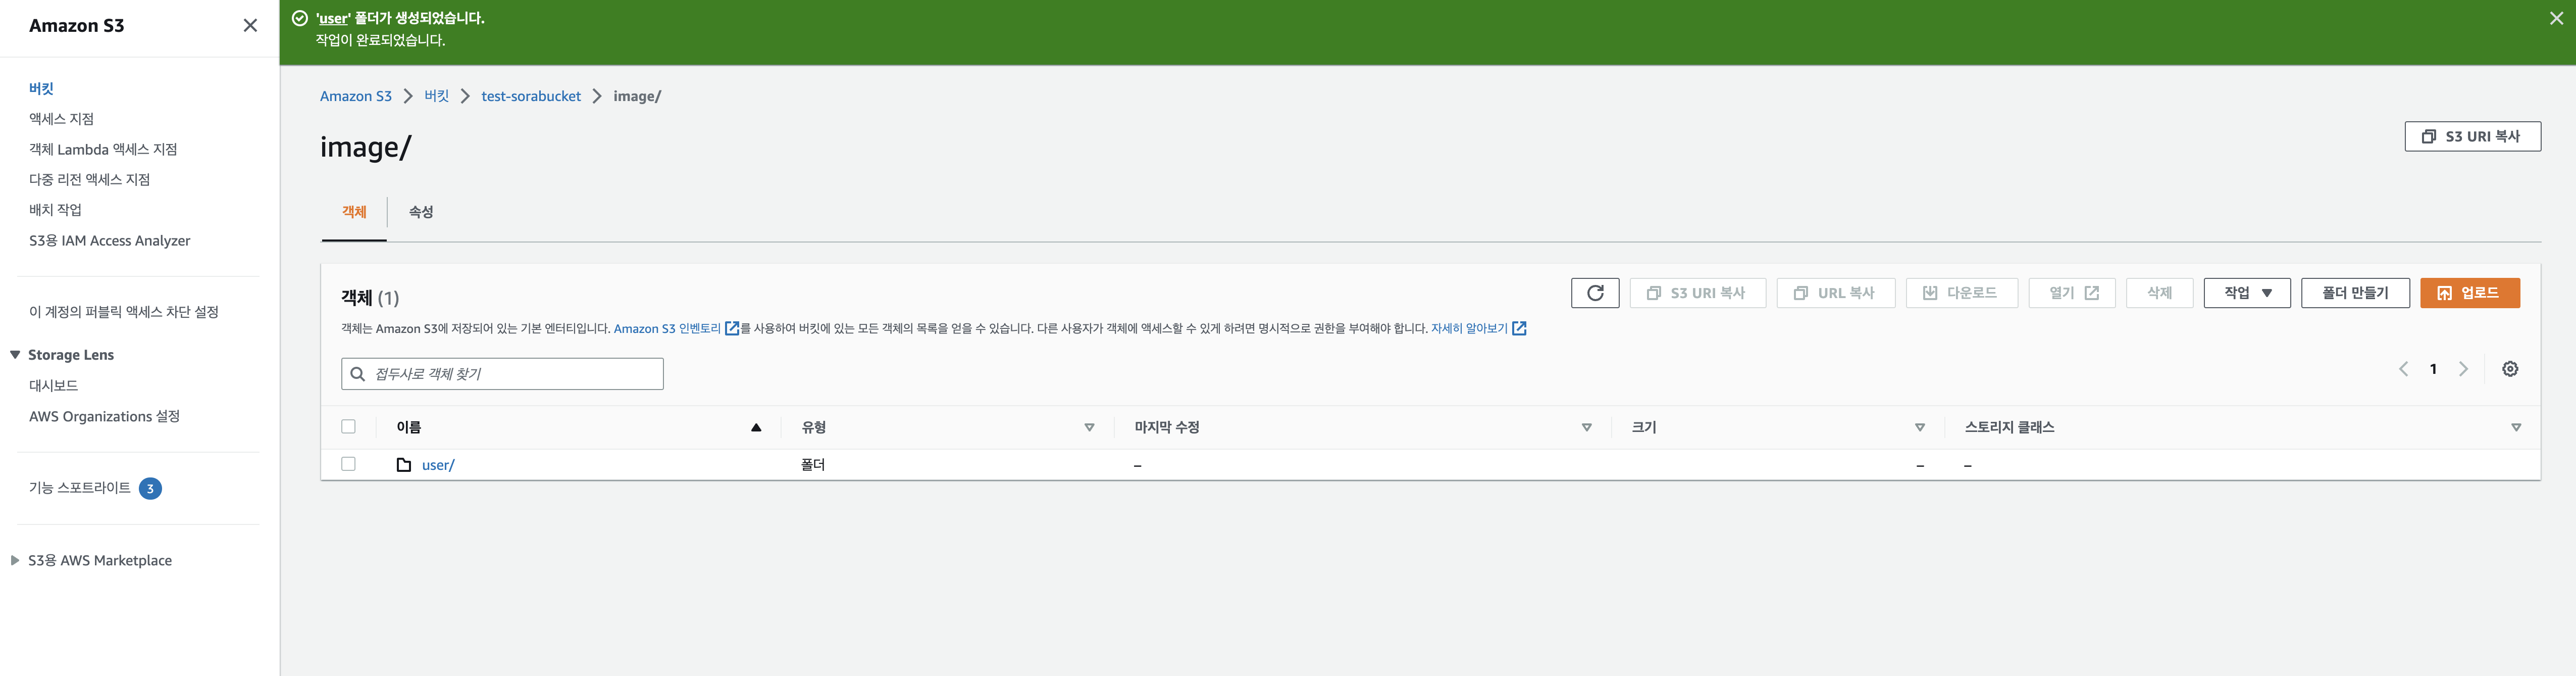 Amazon S3
버킷
액세스 지점
객체 Lambda 액세스 지점
다중 리전 액세스 지점
배치 작업
S3용 IAM Access Analyzer
이 계정의 퍼블릭 액세스 차단 설정
Storage Lens
대시보드
AWS Organizations 설정
기능 스포트라이트 3
S3용 AWS Marketplace
'user' 폴더가 생성되었습니다.
작업이 완료되었습니다.
Amazon S3 버킷 test-sorabucket image/
image/
S3 URI 복사
객체 속성
객체 (1)
S3 URI 복사 URL 복사 다운로드 열기 삭제 작업 폴더 만들기 업로드
객체는 Amazon S3에 저장되어 있는 기본 엔터티입니다. Amazon S3 인벤토리를 사용하여 버킷에 있는 모든 객체의 목록을 얻을 수 있습니다. 다른 사용자가 객체에 액세스할 수 있게 하려면 명시적으로 권한을 부여해야 합니다. 자세히 알아보기
접두사로 객체 찾기
1
이름 유형 마지막 수정 크기 스토리지 클래스
user/ 폴더 – – –